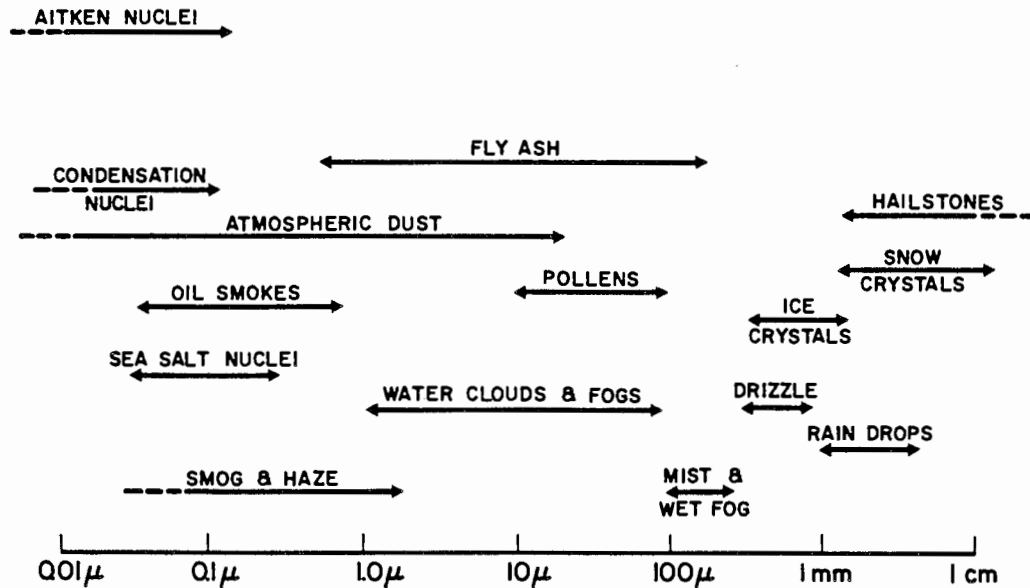 AITKEN NUCLEI
FLY ASH
CONDENSATION
NUCLEI
HAILSTONES
ATMOSPHERIC DUST
SNOW
CRYSTALS
POLLENS
OIL SMOKES
ICE
CRYSTALS
SEA SALT NUCLEI
WATER CLOUDS & FOGS
DRIZZLE
RAIN DROPS
SMOG & HAZE
MIST &
WET FOG
0.01μ 0.1μ 1.0μ 10μ 100μ 1 mm 1 cm